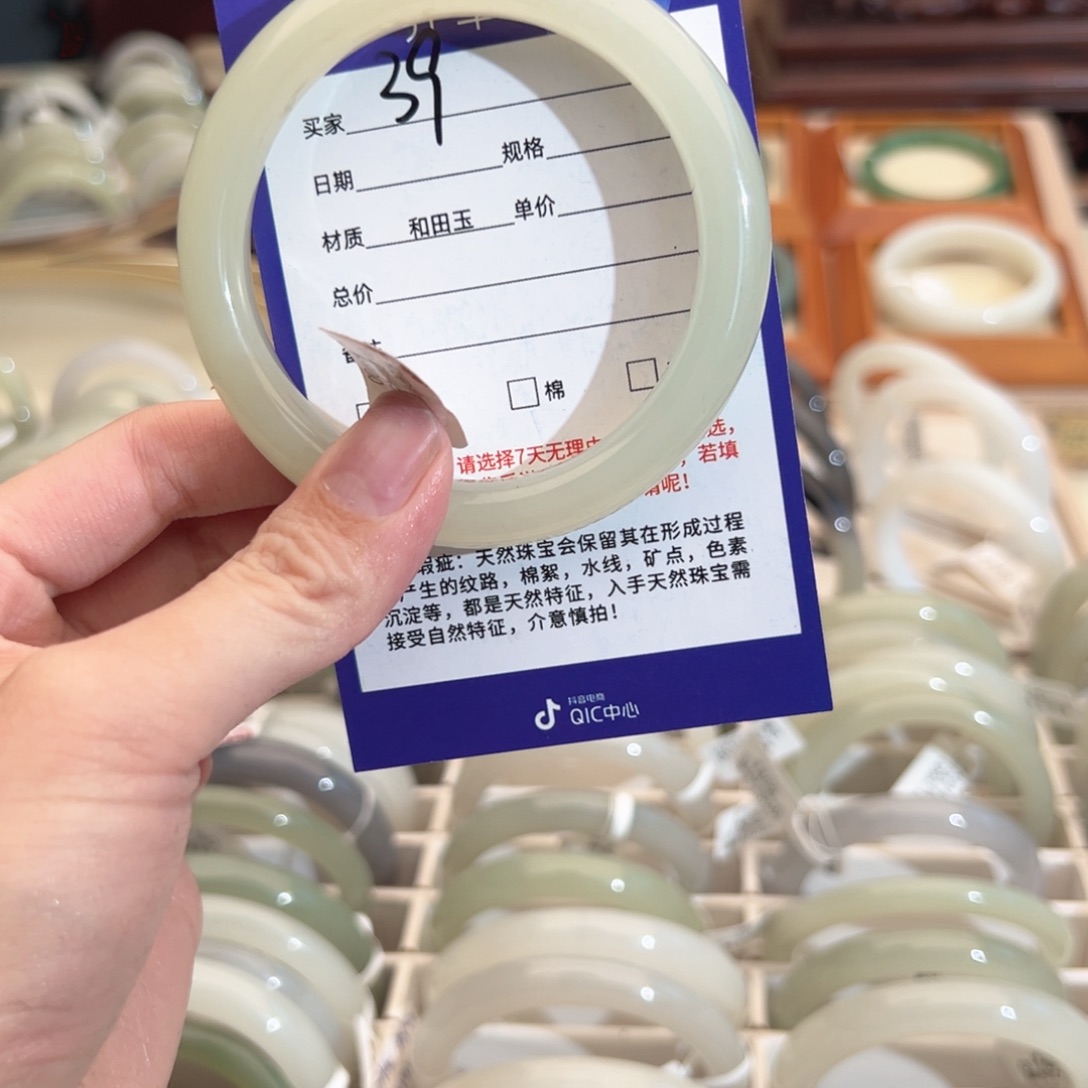 39
买家
日期 规格
材质 和田玉 单价
总价
棉
请选择7天无理由 选，
，若填
呢！
瑕疵：天然珠宝会保留其在形成过程
产生的纹路，棉絮，水线，矿点，色素
沉淀等，都是天然特征，入手天然珠宝需
接受自然特征，介意慎拍！
抖音电商
QIC中心